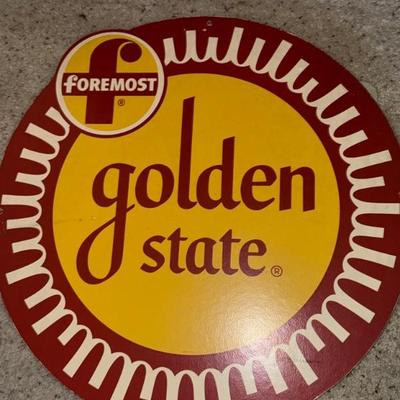 f
FOREMOST
®
golden
state ®